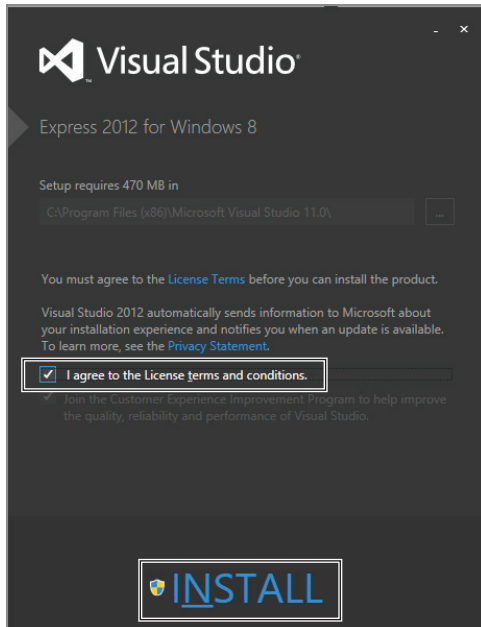 Visual Studio
Express 2012 for Windows 8
Setup requires 470 MB in
C:\Program Files (x86)\Microsoft Visual Studio 11.0\
...
You must agree to the License Terms before you can install the product.
Visual Studio 2012 automatically sends information to Microsoft about
your installation experience and notifies you when an update is available.
To learn more, see the Privacy Statement.
I agree to the License terms and conditions.
Join the Customer Experience Improvement Program to help improve
the quality, reliability and performance of Visual Studio.
INSTALL